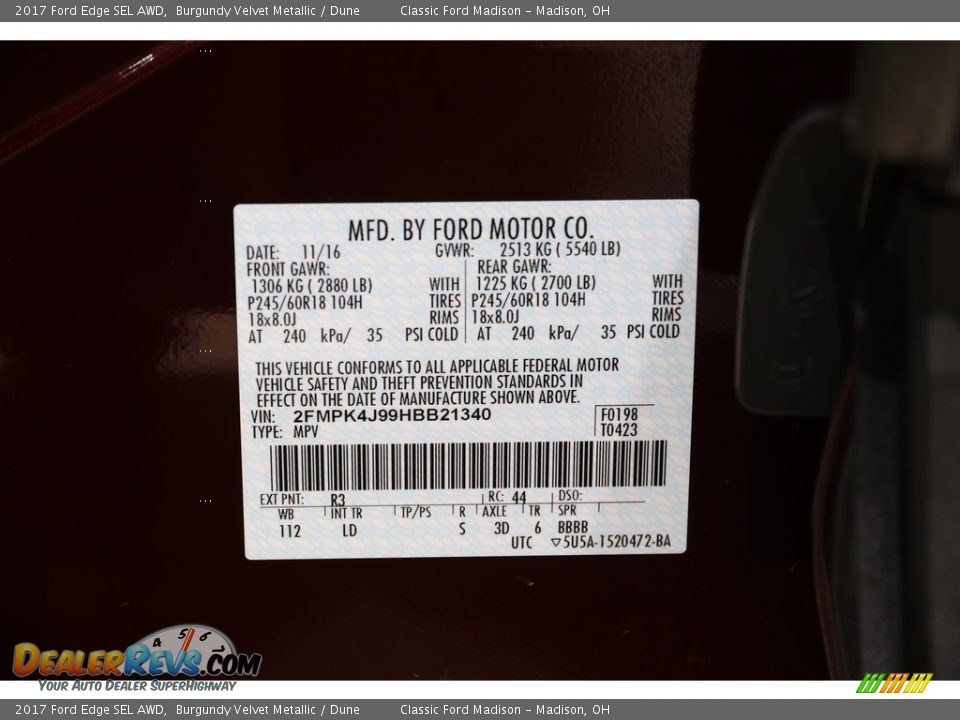 2017 Ford Edge SEL AWD, Burgundy Velvet Metallic / Dune Classic Ford Madison – Madison, OH
MFD. BY FORD MOTOR CO.
DATE: 11/16 GVWR: 2513 KG ( 5540 LB)
FRONT GAWR: REAR GAWR:
1306 KG ( 2880 LB) WITH 1225 KG ( 2700 LB) WITH
P245/60R18 104H TIRES P245/60R18 104H TIRES
18x8.0J RIMS 18x8.0J RIMS
AT 240 kPa/ 35 PSI COLD AT 240 kPa/ 35 PSI COLD
THIS VEHICLE CONFORMS TO ALL APPLICABLE FEDERAL MOTOR
VEHICLE SAFETY AND THEFT PREVENTION STANDARDS IN
EFFECT ON THE DATE OF MANUFACTURE SHOWN ABOVE.
VIN: 2FMPK4J99HBB21340 F0198
TYPE: MPV T0423
EXT PNT: R3 RC: 44 DSO:
WB INT TR TP/PS R AXLE TR SPR
112 LD S 3D 6 BBBB
UTC ▽5U5A-1520472-BA
4 5 6
DEALERREVS.COM
YOUR AUTO DEALER SUPERHIGHWAY
2017 Ford Edge SEL AWD, Burgundy Velvet Metallic / Dune Classic Ford Madison – Madison, OH